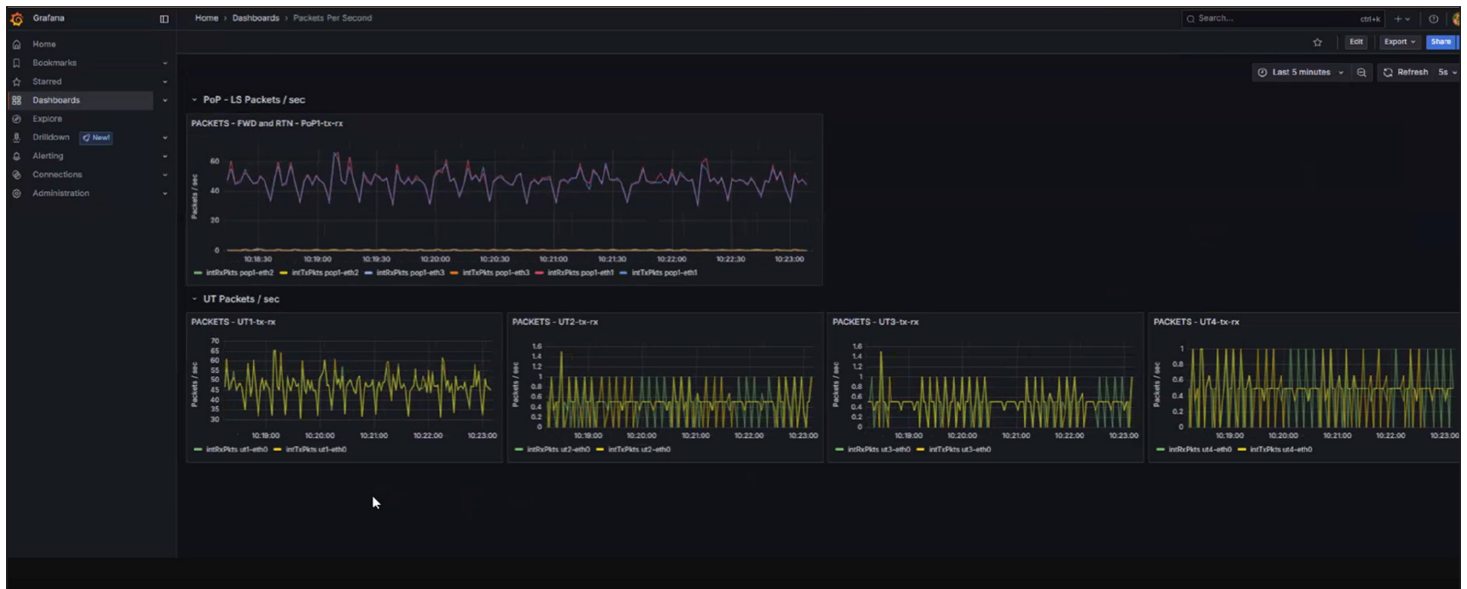 Grafana
Home › Dashboards › Packets Per Second
Search...
ctrl+k
Home
Bookmarks
Starred
Dashboards
Explore
Drilldown New!
Alerting
Connections
Administration
Edit
Export
Share
Last 5 minutes
Refresh 5s
PoP - LS Packets / sec
PACKETS - FWD and RTN - PoP1-tx-rx
Packets / sec
60
40
20
0
10:18:30 10:19:00 10:19:30 10:20:00 10:20:30 10:21:00 10:21:30 10:22:00 10:22:30 10:23:00
intRxPkts pop1-eth2 intTxPkts pop1-eth2 intRxPkts pop1-eth3 intTxPkts pop1-eth3 intRxPkts pop1-eth1 intTxPkts pop1-eth1
UT Packets / sec
PACKETS - UT1-tx-rx
Packets / sec
70
65
60
55
50
45
40
35
30
10:19:00 10:20:00 10:21:00 10:22:00 10:23:00
intRxPkts ut1-eth0 intTxPkts ut1-eth0
PACKETS - UT2-tx-rx
Packets / sec
1.6
1.4
1.2
1
0.8
0.6
0.4
0.2
0
10:19:00 10:20:00 10:21:00 10:22:00 10:23:00
intRxPkts ut2-eth0 intTxPkts ut2-eth0
PACKETS - UT3-tx-rx
Packets / sec
1.6
1.4
1.2
1
0.8
0.6
0.4
0.2
0
10:19:00 10:20:00 10:21:00 10:22:00 10:23:00
intRxPkts ut3-eth0 intTxPkts ut3-eth0
PACKETS - UT4-tx-rx
Packets / sec
1
0.8
0.6
0.4
0.2
0
10:19:00 10:20:00 10:21:00 10:22:00 10:23:00
intRxPkts ut4-eth0 intTxPkts ut4-eth0